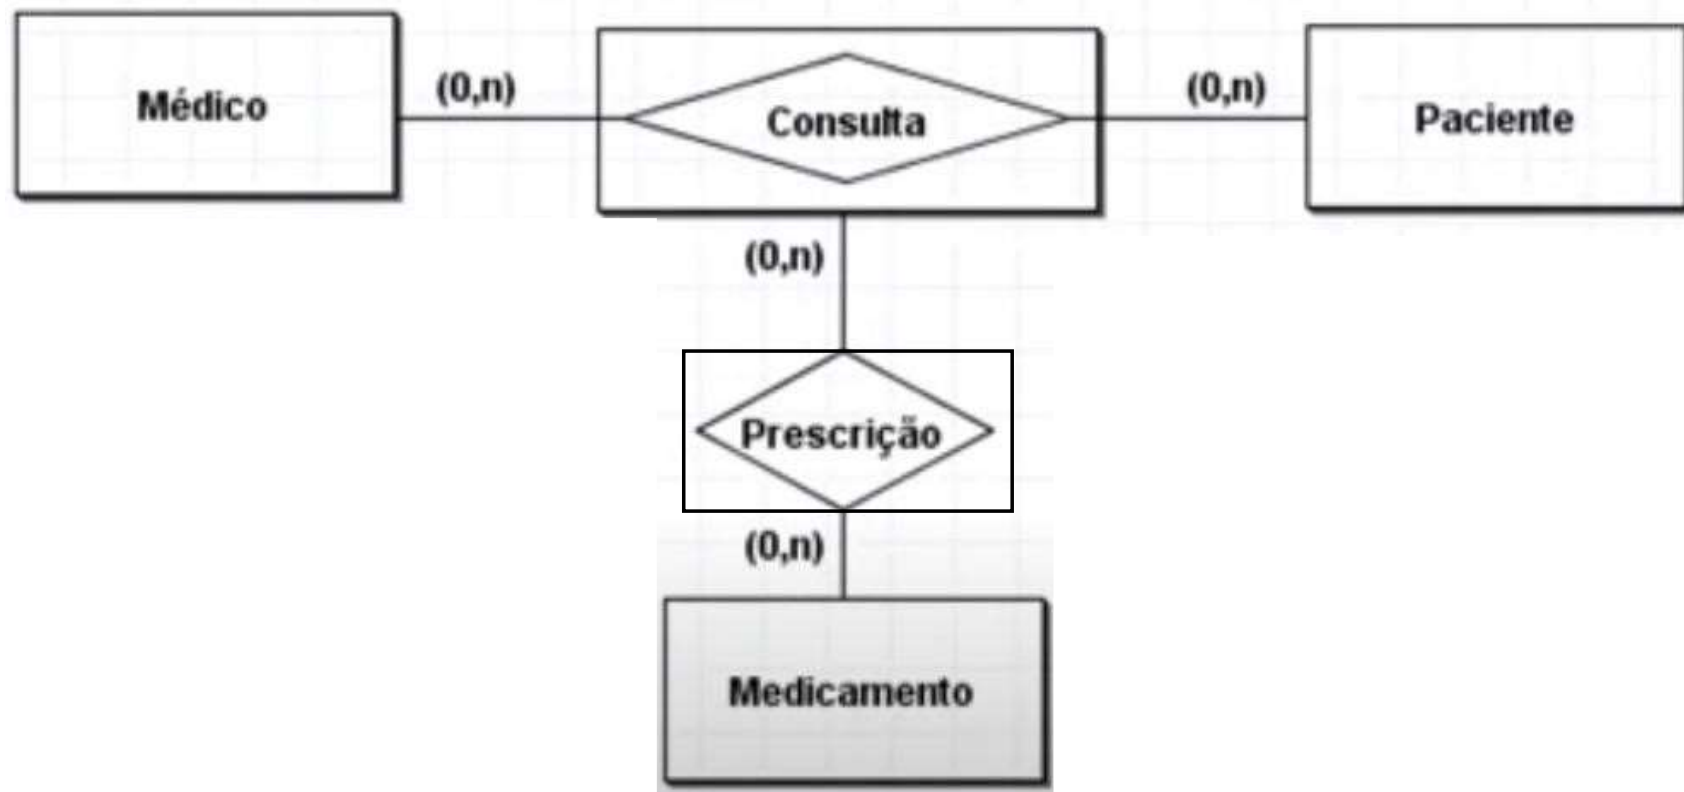 Médico
(0,n)
Consulta
(0,n)
Paciente
(0,n)
Prescrição
(0,n)
Medicamento